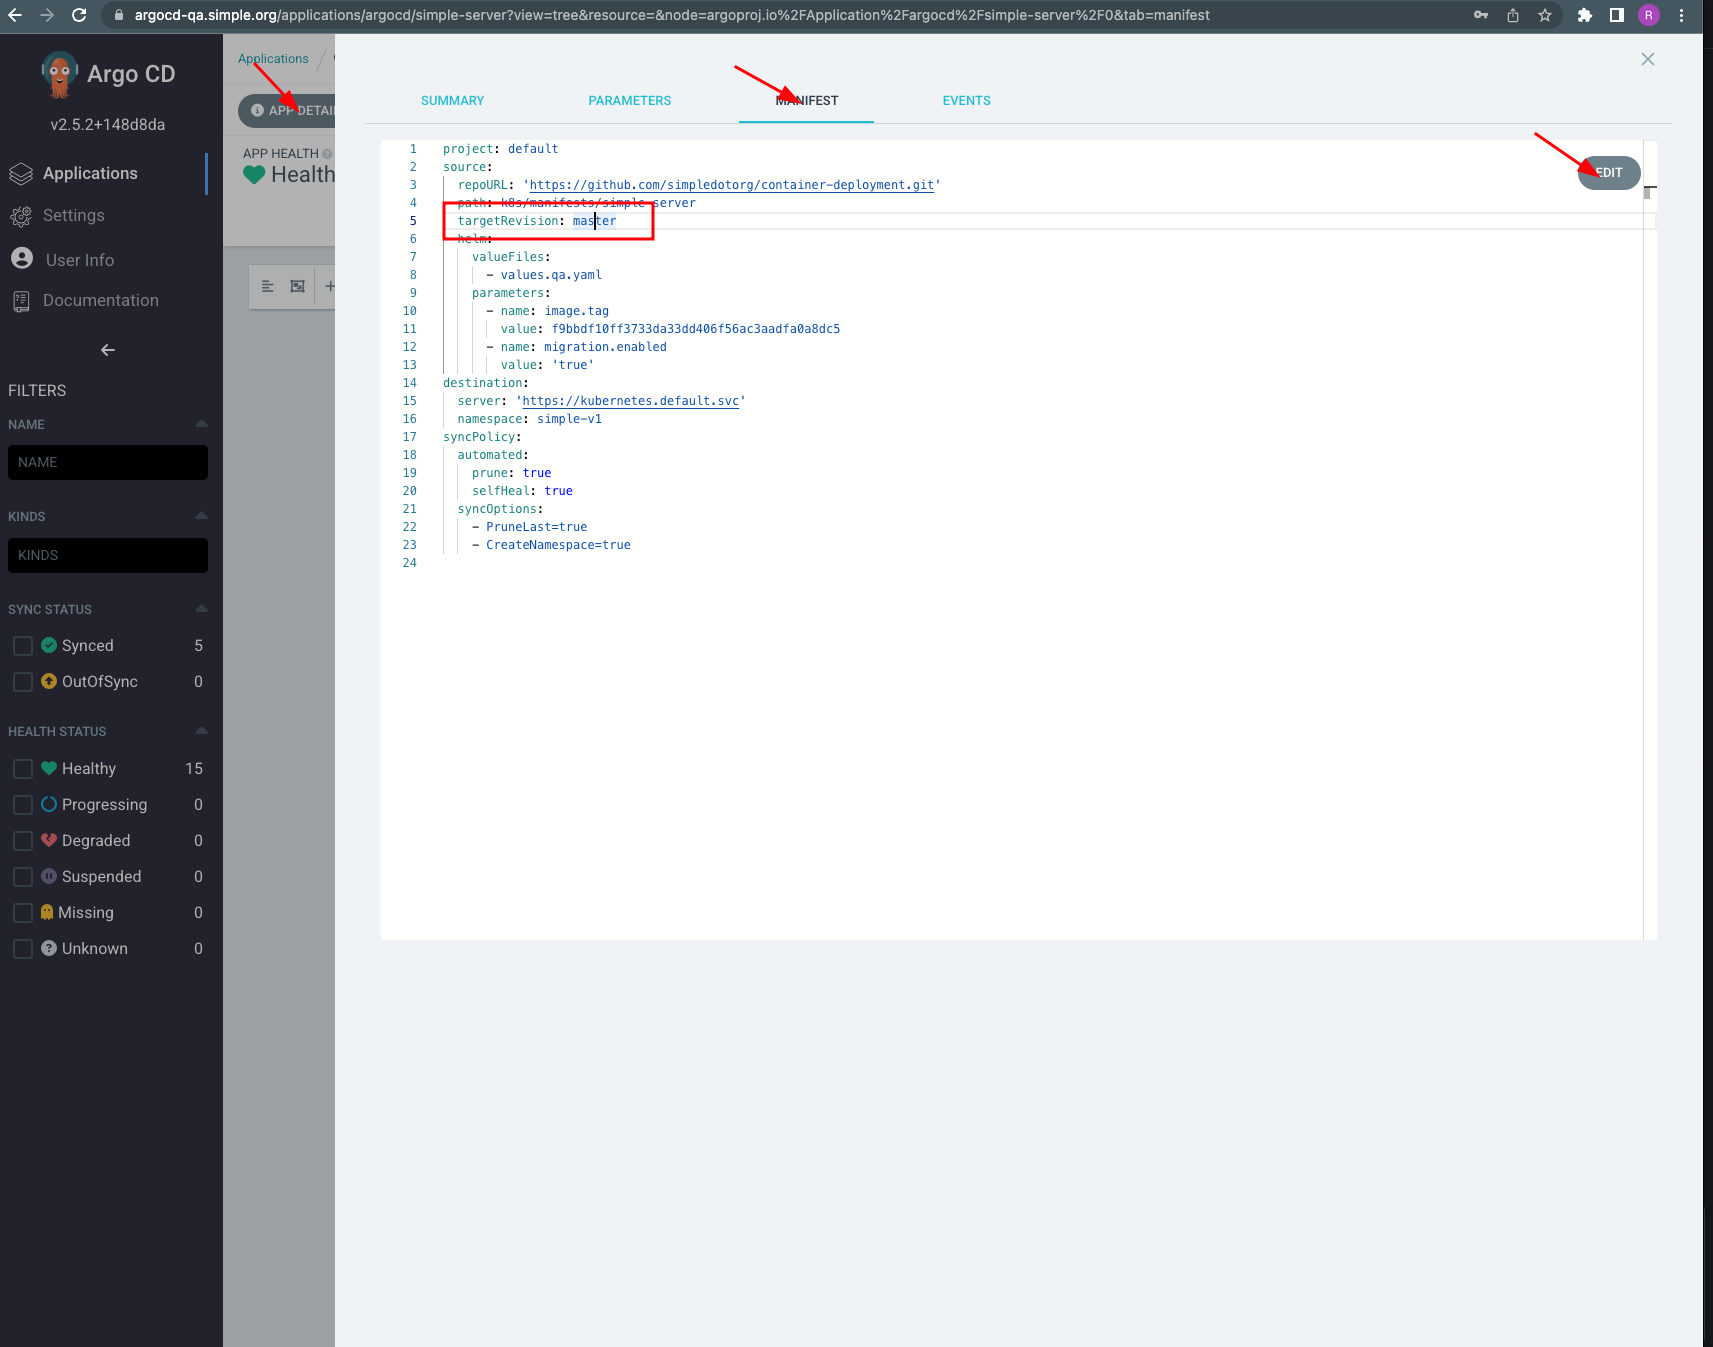 argocd-qa.simple.org/applications/argocd/simple-server?view=tree&resource=&node=argoproj.io%2FApplication%2Fargocd%2Fsimple-server%2F0&tab=manifest
R
Argo CD
v2.5.2+148d8da
Applications
Settings
User Info
Documentation
FILTERS
NAME
NAME
KINDS
KINDS
SYNC STATUS
Synced 5
OutOfSync 0
HEALTH STATUS
Healthy 15
Progressing 0
Degraded 0
Suspended 0
Missing 0
Unknown 0
Applications /
APP DETAI
APP HEALTH
Health
SUMMARY PARAMETERS MANIFEST EVENTS
EDIT
1 project: default
2 source:
3 repoURL: 'https://github.com/simpledotorg/container-deployment.git'
4 path: k8s/manifests/simple-server
5 targetRevision: master
6 helm:
7 valueFiles:
8 - values.qa.yaml
9 parameters:
10 - name: image.tag
11 value: f9bbdf10ff3733da33dd406f56ac3aadfa0a8dc5
12 - name: migration.enabled
13 value: 'true'
14 destination:
15 server: 'https://kubernetes.default.svc'
16 namespace: simple-v1
17 syncPolicy:
18 automated:
19 prune: true
20 selfHeal: true
21 syncOptions:
22 - PruneLast=true
23 - CreateNamespace=true
24